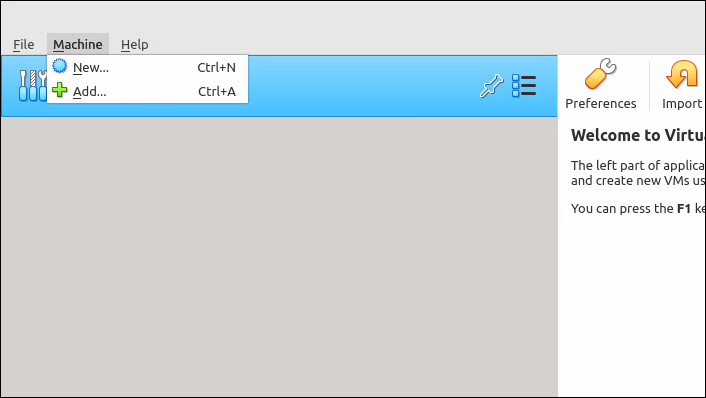 File Machine Help
New... Ctrl+N
Add... Ctrl+A
Preferences Import
Welcome to Virtu
The left part of applica
and create new VMs us
You can press the F1 ke